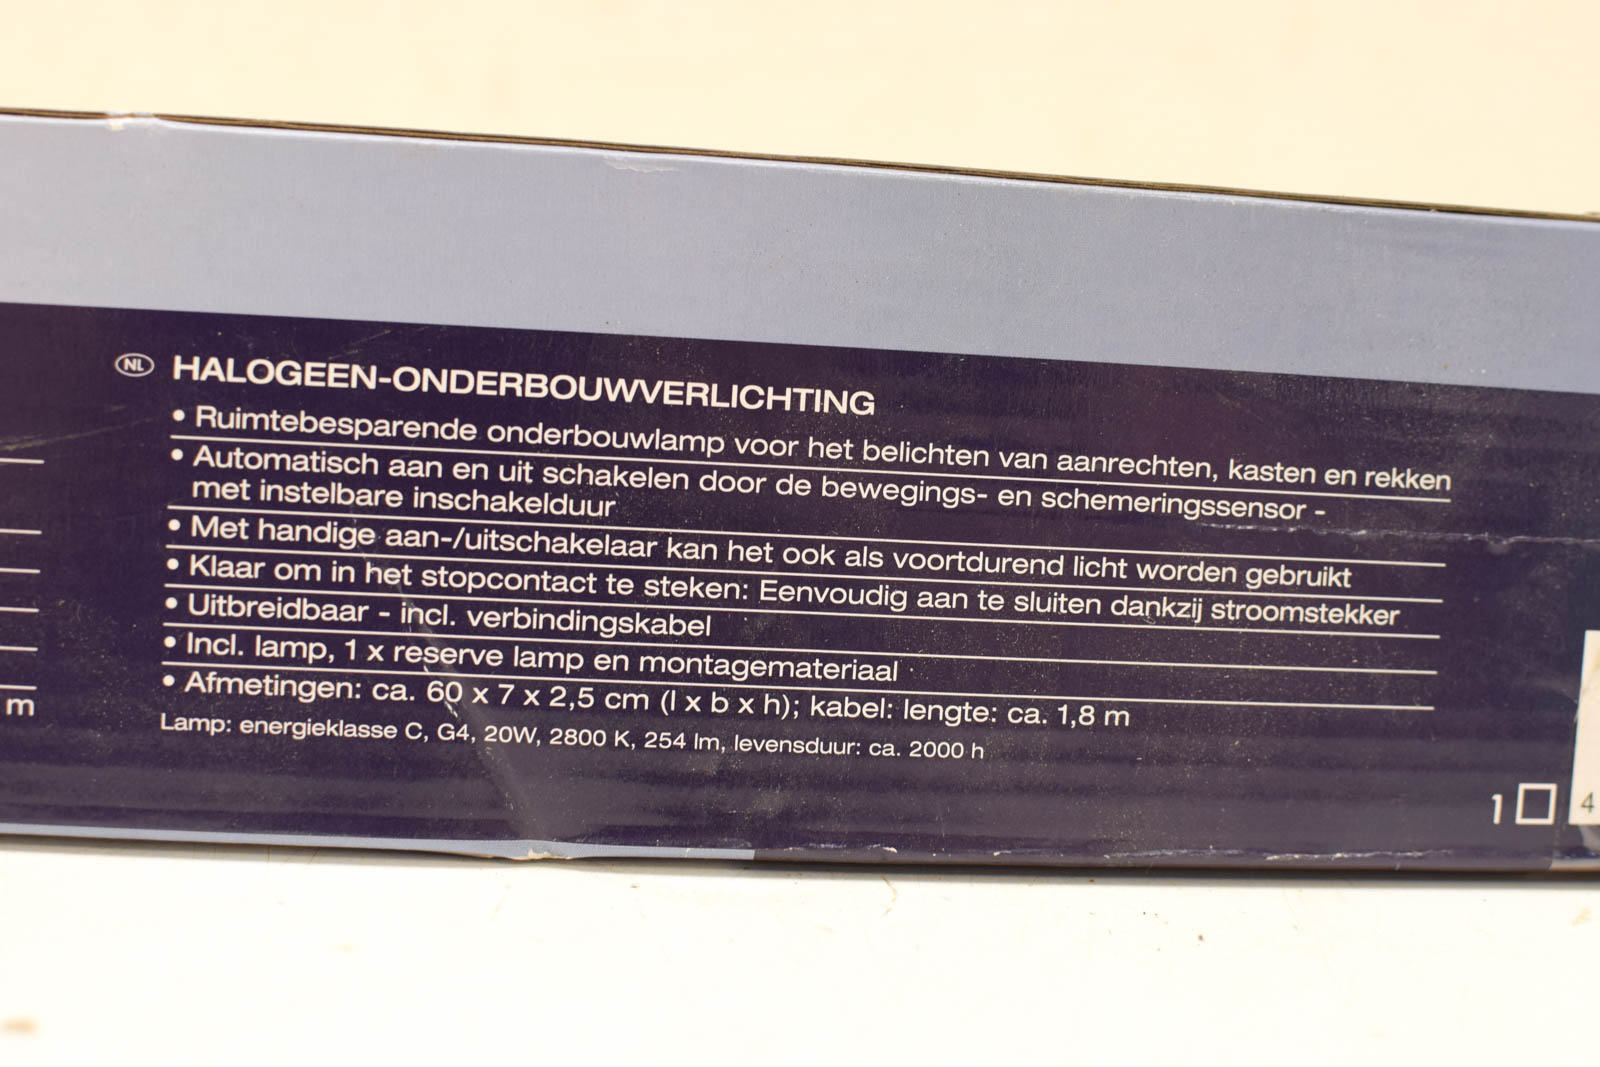 NL HALOGEEN-ONDERBOUWVERLICHTING
• Ruimtebesparende onderbouwlamp voor het belichten van aanrechten, kasten en rekken
• Automatisch aan en uit schakelen door de bewegings- en schemeringssensor -
met instelbare inschakelduur
• Met handige aan-/uitschakelaar kan het ook als voortdurend licht worden gebruikt
• Klaar om in het stopcontact te steken: Eenvoudig aan te sluiten dankzij stroomstekker
• Uitbreidbaar - incl. verbindingskabel
• Incl. lamp, 1 x reserve lamp en montagemateriaal
• Afmetingen: ca. 60 x 7 x 2,5 cm (l x b x h); kabel: lengte: ca. 1,8 m
Lamp: energieklasse C, G4, 20W, 2800 K, 254 lm, levensduur: ca. 2000 h
m
1
4